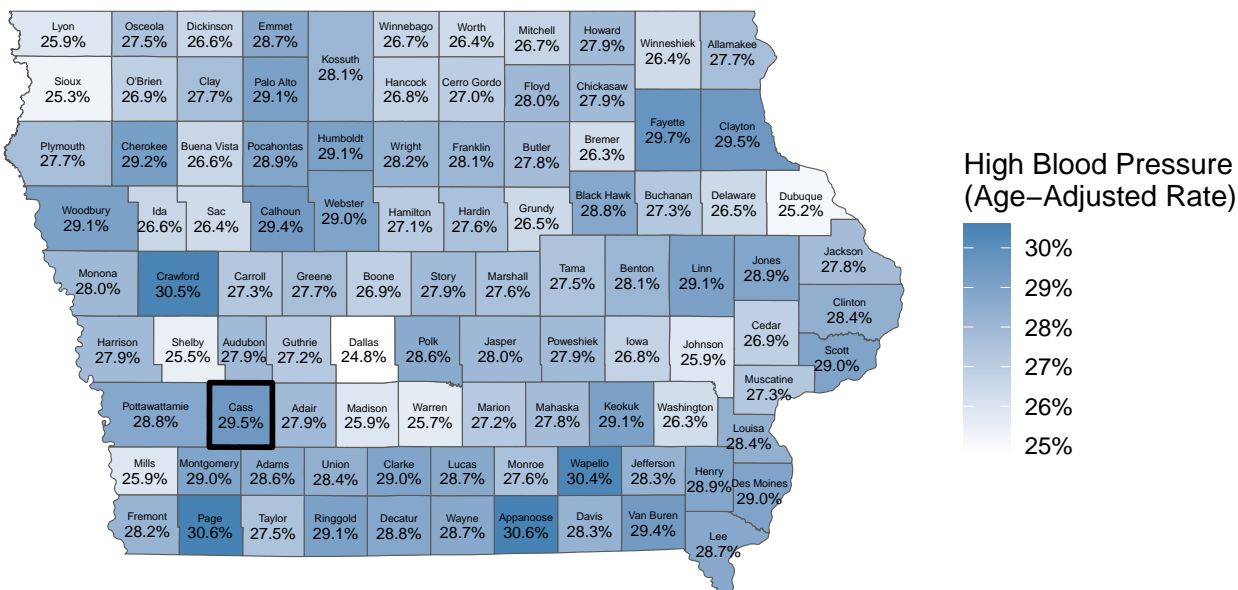 Lyon
25.9%
Osceola
27.5%
Dickinson
26.6%
Emmet
28.7%
Kossuth
28.1%
Winnebago
26.7%
Worth
26.4%
Mitchell
26.7%
Howard
27.9%
Winneshiek
26.4%
Allamakee
27.7%
Sioux
25.3%
O'Brien
26.9%
Clay
27.7%
Palo Alto
29.1%
Hancock
26.8%
Cerro Gordo
27.0%
Floyd
28.0%
Chickasaw
27.9%
Fayette
29.7%
Clayton
29.5%
Plymouth
27.7%
Cherokee
29.2%
Buena Vista
26.6%
Pocahontas
28.9%
Humboldt
29.1%
Wright
28.2%
Franklin
28.1%
Butler
27.8%
Bremer
26.3%
Woodbury
29.1%
Ida
26.6%
Sac
26.4%
Calhoun
29.4%
Webster
29.0%
Hamilton
27.1%
Hardin
27.6%
Grundy
26.5%
Black Hawk
28.8%
Buchanan
27.3%
Delaware
26.5%
Dubuque
25.2%
Monona
28.0%
Crawford
30.5%
Carroll
27.3%
Greene
27.7%
Boone
26.9%
Story
27.9%
Marshall
27.6%
Tama
27.5%
Benton
28.1%
Linn
29.1%
Jones
28.9%
Jackson
27.8%
Clinton
28.4%
Harrison
27.9%
Shelby
25.5%
Audubon
27.9%
Guthrie
27.2%
Dallas
24.8%
Polk
28.6%
Jasper
28.0%
Poweshiek
27.9%
Iowa
26.8%
Johnson
25.9%
Cedar
26.9%
Scott
29.0%
Muscatine
27.3%
Pottawattamie
28.8%
Cass
29.5%
Adair
27.9%
Madison
25.9%
Warren
25.7%
Marion
27.2%
Mahaska
27.8%
Keokuk
29.1%
Washington
26.3%
Louisa
28.4%
Mills
25.9%
Montgomery
29.0%
Adams
28.6%
Union
28.4%
Clarke
29.0%
Lucas
28.7%
Monroe
27.6%
Wapello
30.4%
Jefferson
28.3%
Henry
28.9%
Des Moines
29.0%
Fremont
28.2%
Page
30.6%
Taylor
27.5%
Ringgold
29.1%
Decatur
28.8%
Wayne
28.7%
Appanoose
30.6%
Davis
28.3%
Van Buren
29.4%
Lee
28.7%
High Blood Pressure
(Age−Adjusted Rate)
30%
29%
28%
27%
26%
25%